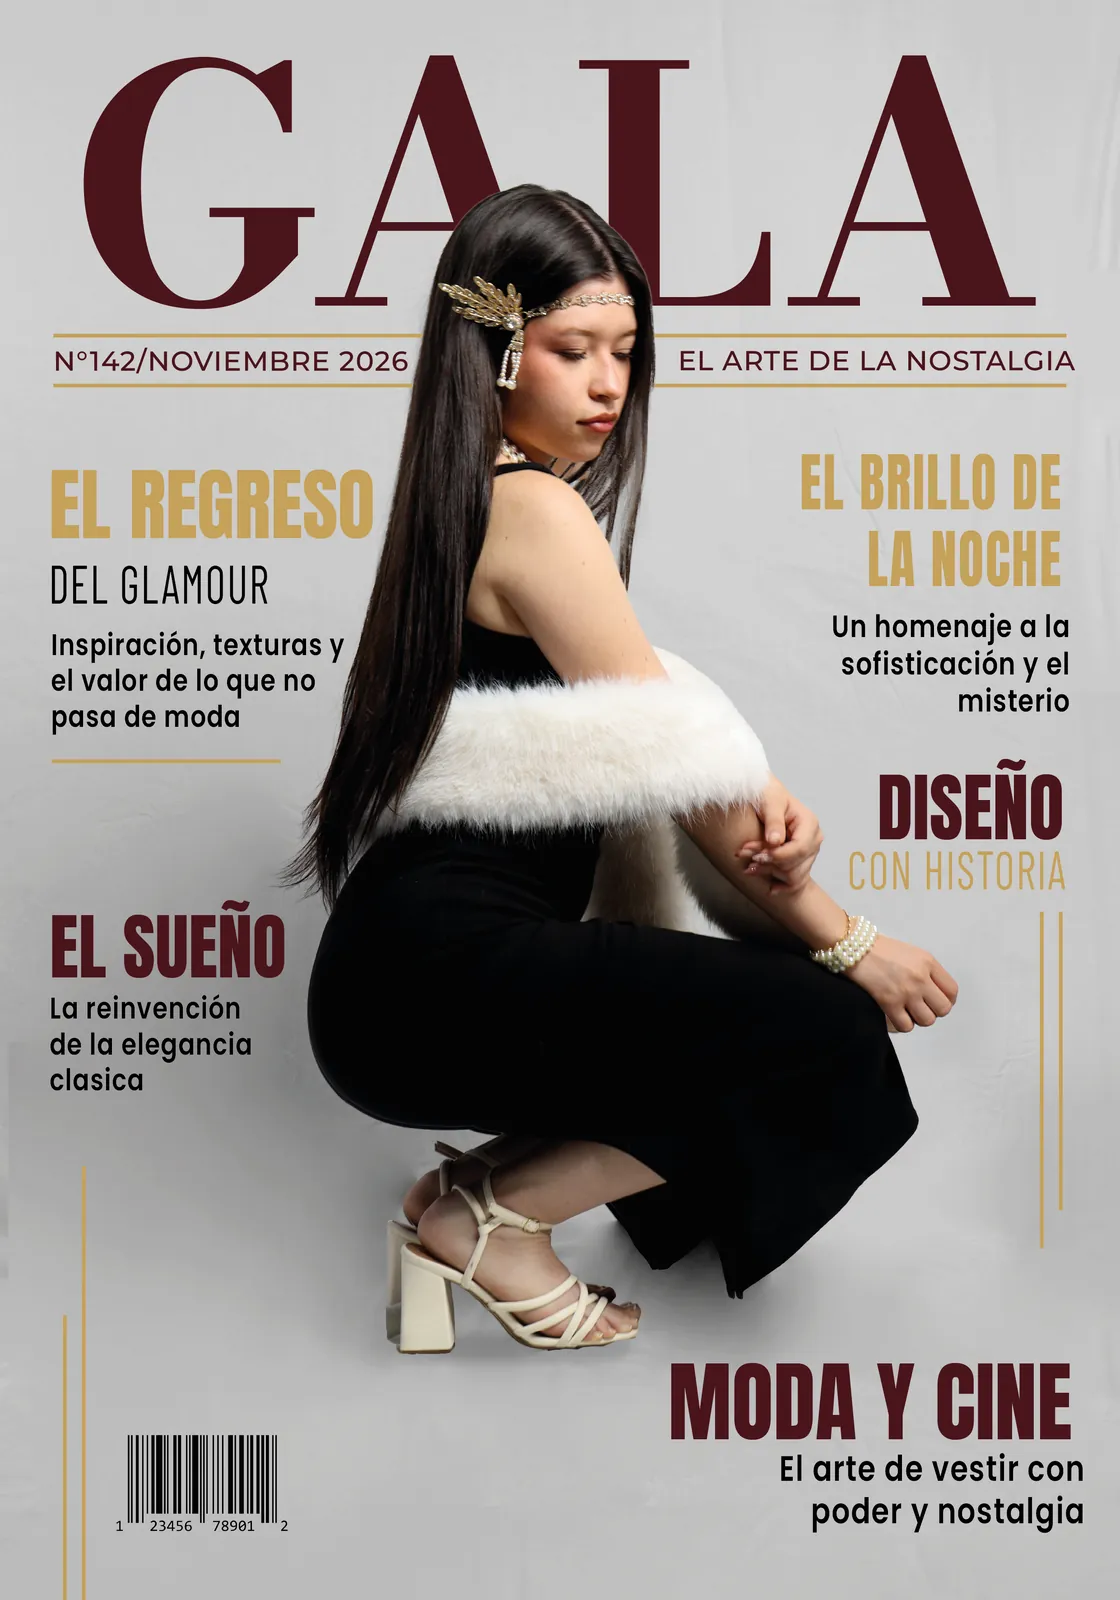 GALA
N°142/NOVIEMBRE 2026
EL ARTE DE LA NOSTALGIA
EL REGRESO
DEL GLAMOUR
Inspiración, texturas y
el valor de lo que no
pasa de moda
EL BRILLO DE
LA NOCHE
Un homenaje a la
sofisticación y el
misterio
DISEÑO
CON HISTORIA
EL SUEÑO
La reinvención
de la elegancia
clasica
MODA Y CINE
El arte de vestir con
poder y nostalgia
1 23456 78901 2